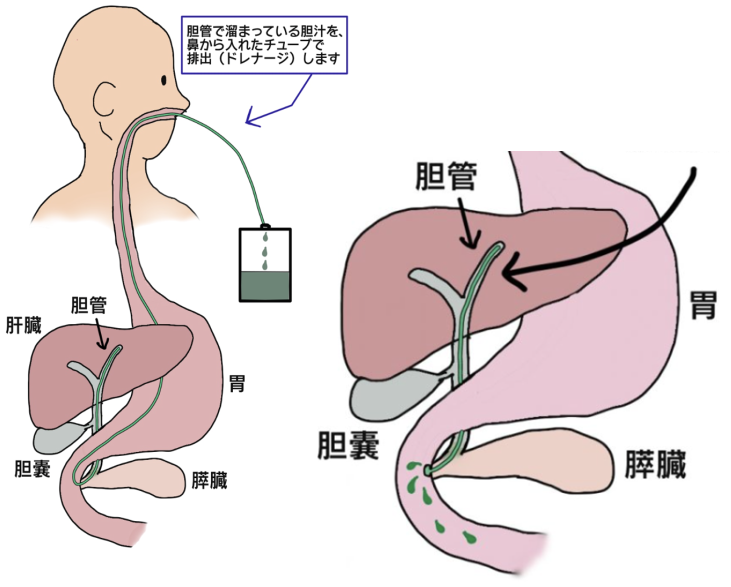 胆管で溜まっている胆汁を、
鼻から入れたチューブで
排出（ドレナージ）します
胆管
肝臓
胃
胆嚢
膵臓
胆管
胃
胆嚢
膵臓